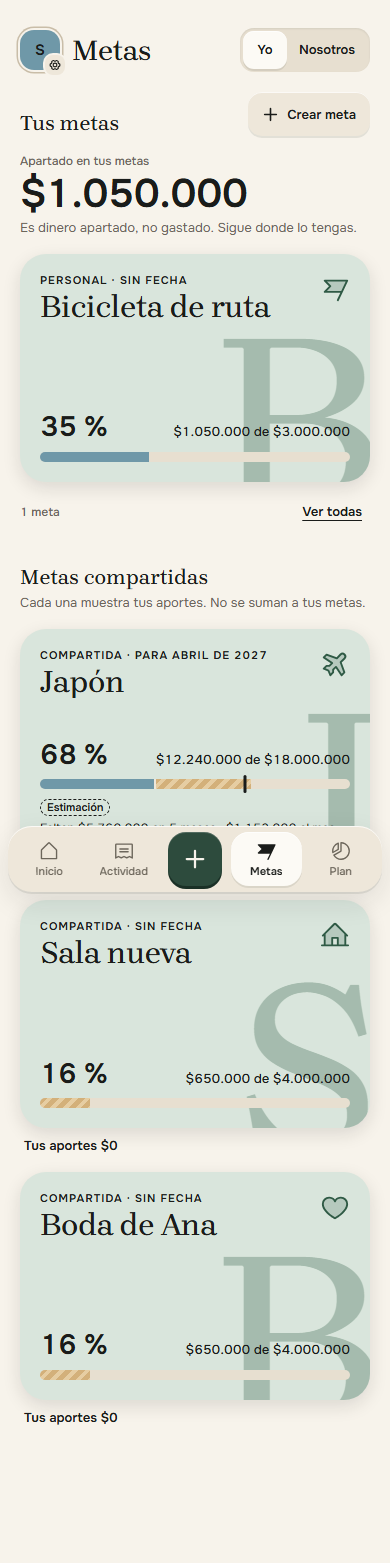 S
Metas
Yo
Nosotros
Tus metas
+ Crear meta
Apartado en tus metas
$1.050.000
Es dinero apartado, no gastado. Sigue donde lo tengas.
PERSONAL · SIN FECHA
Bicicleta de ruta
B
35 %
$1.050.000 de $3.000.000
1 meta
Ver todas
Metas compartidas
Cada una muestra tus aportes. No se suman a tus metas.
COMPARTIDA · PARA ABRIL DE 2027
Japón
68 %
$12.240.000 de $18.000.000
Estimación
Inicio
Actividad
+
Metas
Plan
COMPARTIDA · SIN FECHA
Sala nueva
S
16 %
$650.000 de $4.000.000
Tus aportes $0
COMPARTIDA · SIN FECHA
Boda de Ana
B
16 %
$650.000 de $4.000.000
Tus aportes $0